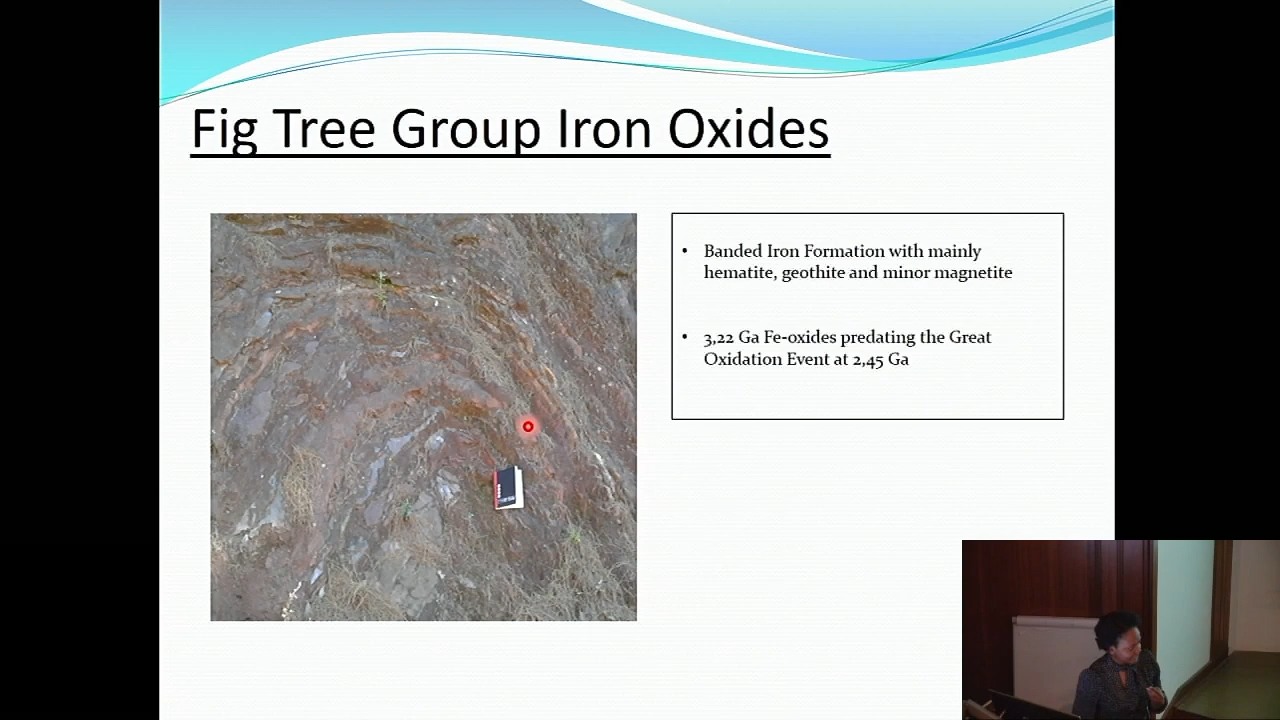 Fig Tree Group Iron Oxides
• Banded Iron Formation with mainly
hematite, geothite and minor magnetite
• 3,22 Ga Fe-oxides predating the Great
Oxidation Event at 2,45 Ga